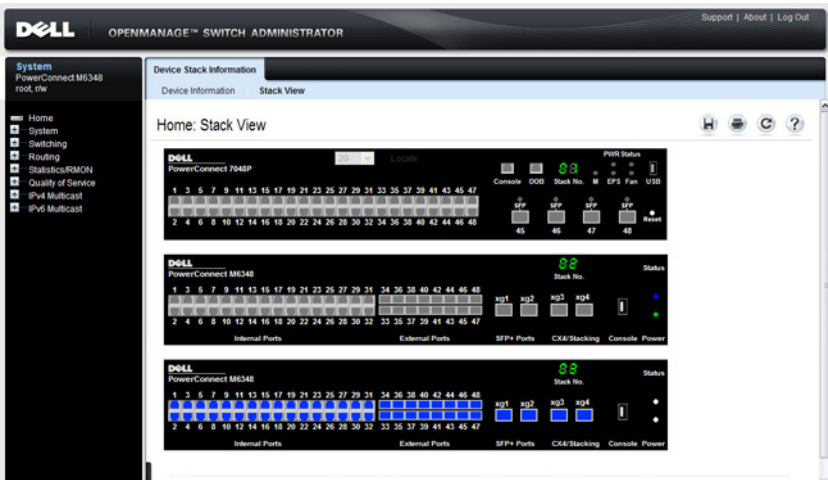 Support | About | Log Out
DELL OPENMANAGE™ SWITCH ADMINISTRATOR
System
PowerConnect M6348
root, r/w
Device Stack Information
Device Information Stack View
Home
System
Switching
Routing
Statistics/RMON
Quality of Service
IPv4 Multicast
IPv6 Multicast
Home: Stack View
DELL
PowerConnect 7048P
20 Locate
PWR Status
Console OOB Stack No. M EPS Fan USB
1 3 5 7 9 11 13 15 17 19 21 23 25 27 29 31 33 35 37 39 41 43 45 47
2 4 6 8 10 12 14 16 18 20 22 24 26 28 30 32 34 36 38 40 42 44 46 48
SFP SFP SFP SFP
Reset
45 46 47 48
DELL
PowerConnect M6348
Stack No.
Status
1 3 5 7 9 11 13 15 17 19 21 23 25 27 29 31 34 36 38 40 42 44 46 48
xg1 xg2 xg3 xg4
2 4 6 8 10 12 14 16 18 20 22 24 26 28 30 32 33 35 37 39 41 43 45 47
Internal Ports External Ports SFP+ Ports CX4/Stacking Console Power
DELL
PowerConnect M6348
Stack No.
Status
1 3 5 7 9 11 13 15 17 19 21 23 25 27 29 31 34 36 38 40 42 44 46 48
xg1 xg2 xg3 xg4
2 4 6 8 10 12 14 16 18 20 22 24 26 28 30 32 33 35 37 39 41 43 45 47
Internal Ports External Ports SFP+ Ports CX4/Stacking Console Power